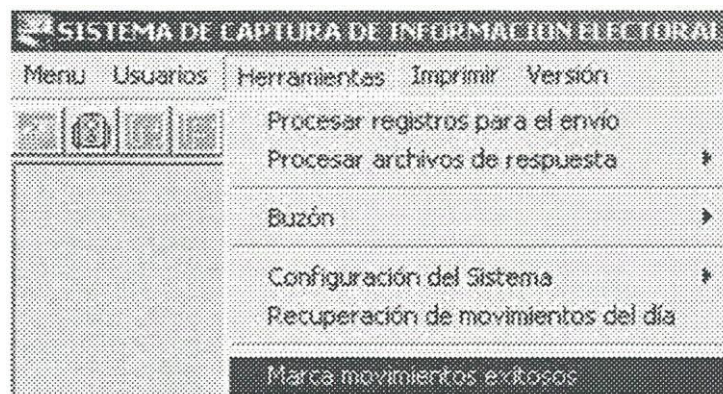 SISTEMA DE CAPTURA DE INFORMACION ELECTORAL
Menu Usuarios Herramientas Imprimir Versión
Procesar registros para el envío
Procesar archivos de respuesta
Buzón
Configuración del Sistema
Recuperación de movimientos del día
Marca movimientos exitosos